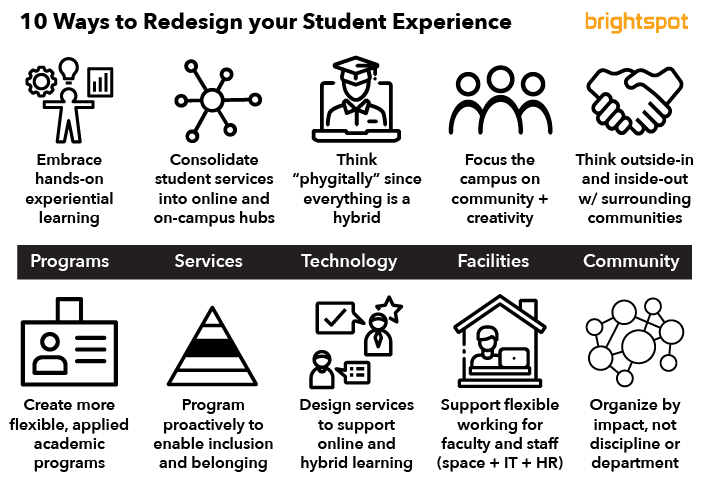 10 Ways to Redesign your Student Experience
brightspot
Embrace
hands-on
experiential
learning
Consolidate
student services
into online and
on-campus hubs
Think
“phygitally” since
everything is a
hybrid
Focus the
campus on
community +
creativity
Think outside-in
and inside-out
w/ surrounding
communities
Programs
Services
Technology
Facilities
Community
Create more
flexible, applied
academic
programs
Program
proactively to
enable inclusion
and belonging
Design services
to support
online and
hybrid learning
Support flexible
working for
faculty and staff
(space + IT + HR)
Organize by
impact, not
discipline or
department